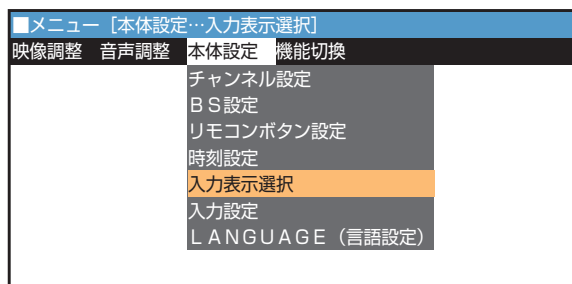 ■メニュー [本体設定…入力表示選択]
映像調整 音声調整 本体設定 機能切換
チャンネル設定
ＢＳ設定
リモコンボタン設定
時刻設定
入力表示選択
入力設定
ＬＡＮＧＵＡＧＥ（言語設定）